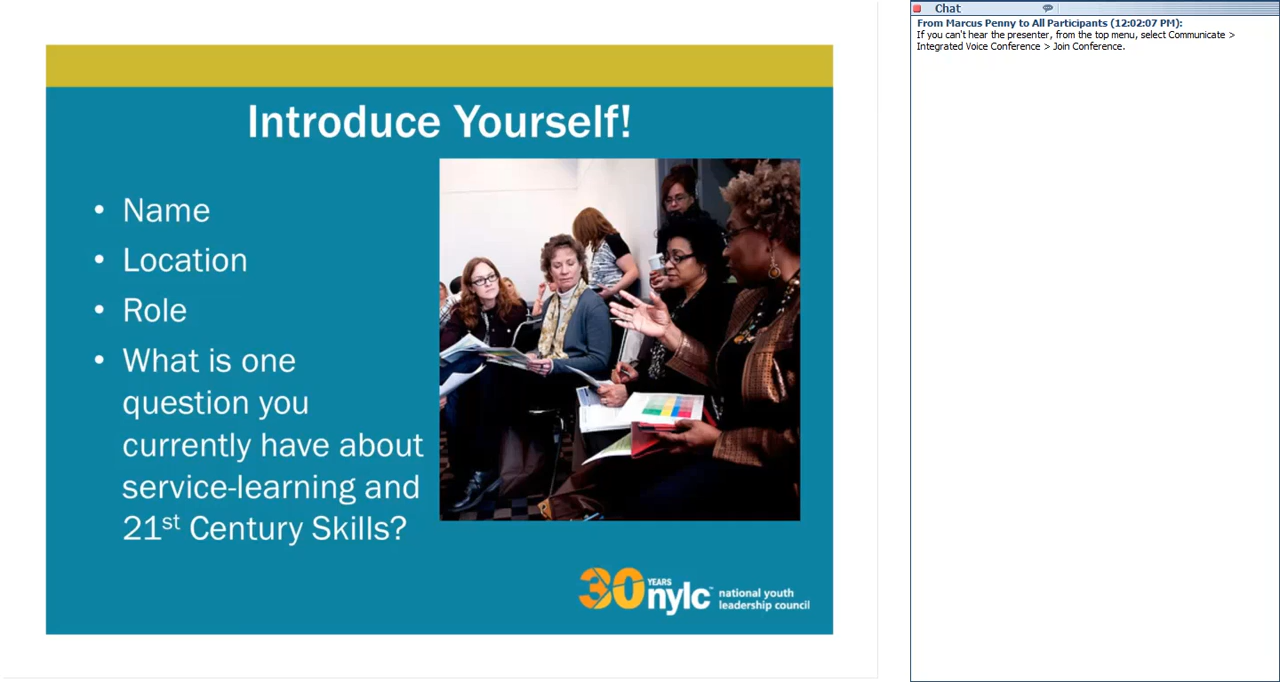 Introduce Yourself!
• Name
• Location
• Role
• What is one
question you
currently have about
service-learning and
21st Century Skills?
30 YEARS
nylc™ national youth
leadership council
Chat
From Marcus Penny to All Participants (12:02:07 PM):
If you can't hear the presenter, from the top menu, select Communicate >
Integrated Voice Conference > Join Conference.